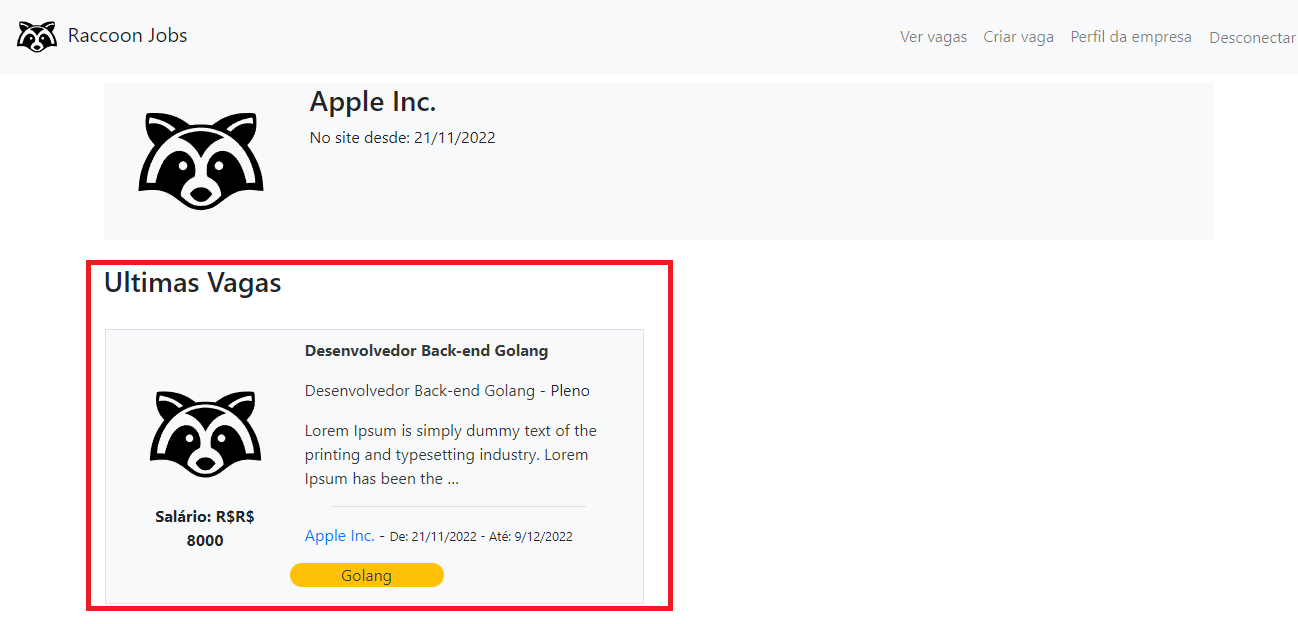 Raccoon Jobs
Ver vagas Criar vaga Perfil da empresa Desconectar
Apple Inc.
No site desde: 21/11/2022
Ultimas Vagas
Desenvolvedor Back-end Golang
Desenvolvedor Back-end Golang - Pleno
Lorem Ipsum is simply dummy text of the
printing and typesetting industry. Lorem
Ipsum has been the ...
Salário: R$R$
8000
Apple Inc. - De: 21/11/2022 - Até: 9/12/2022
Golang